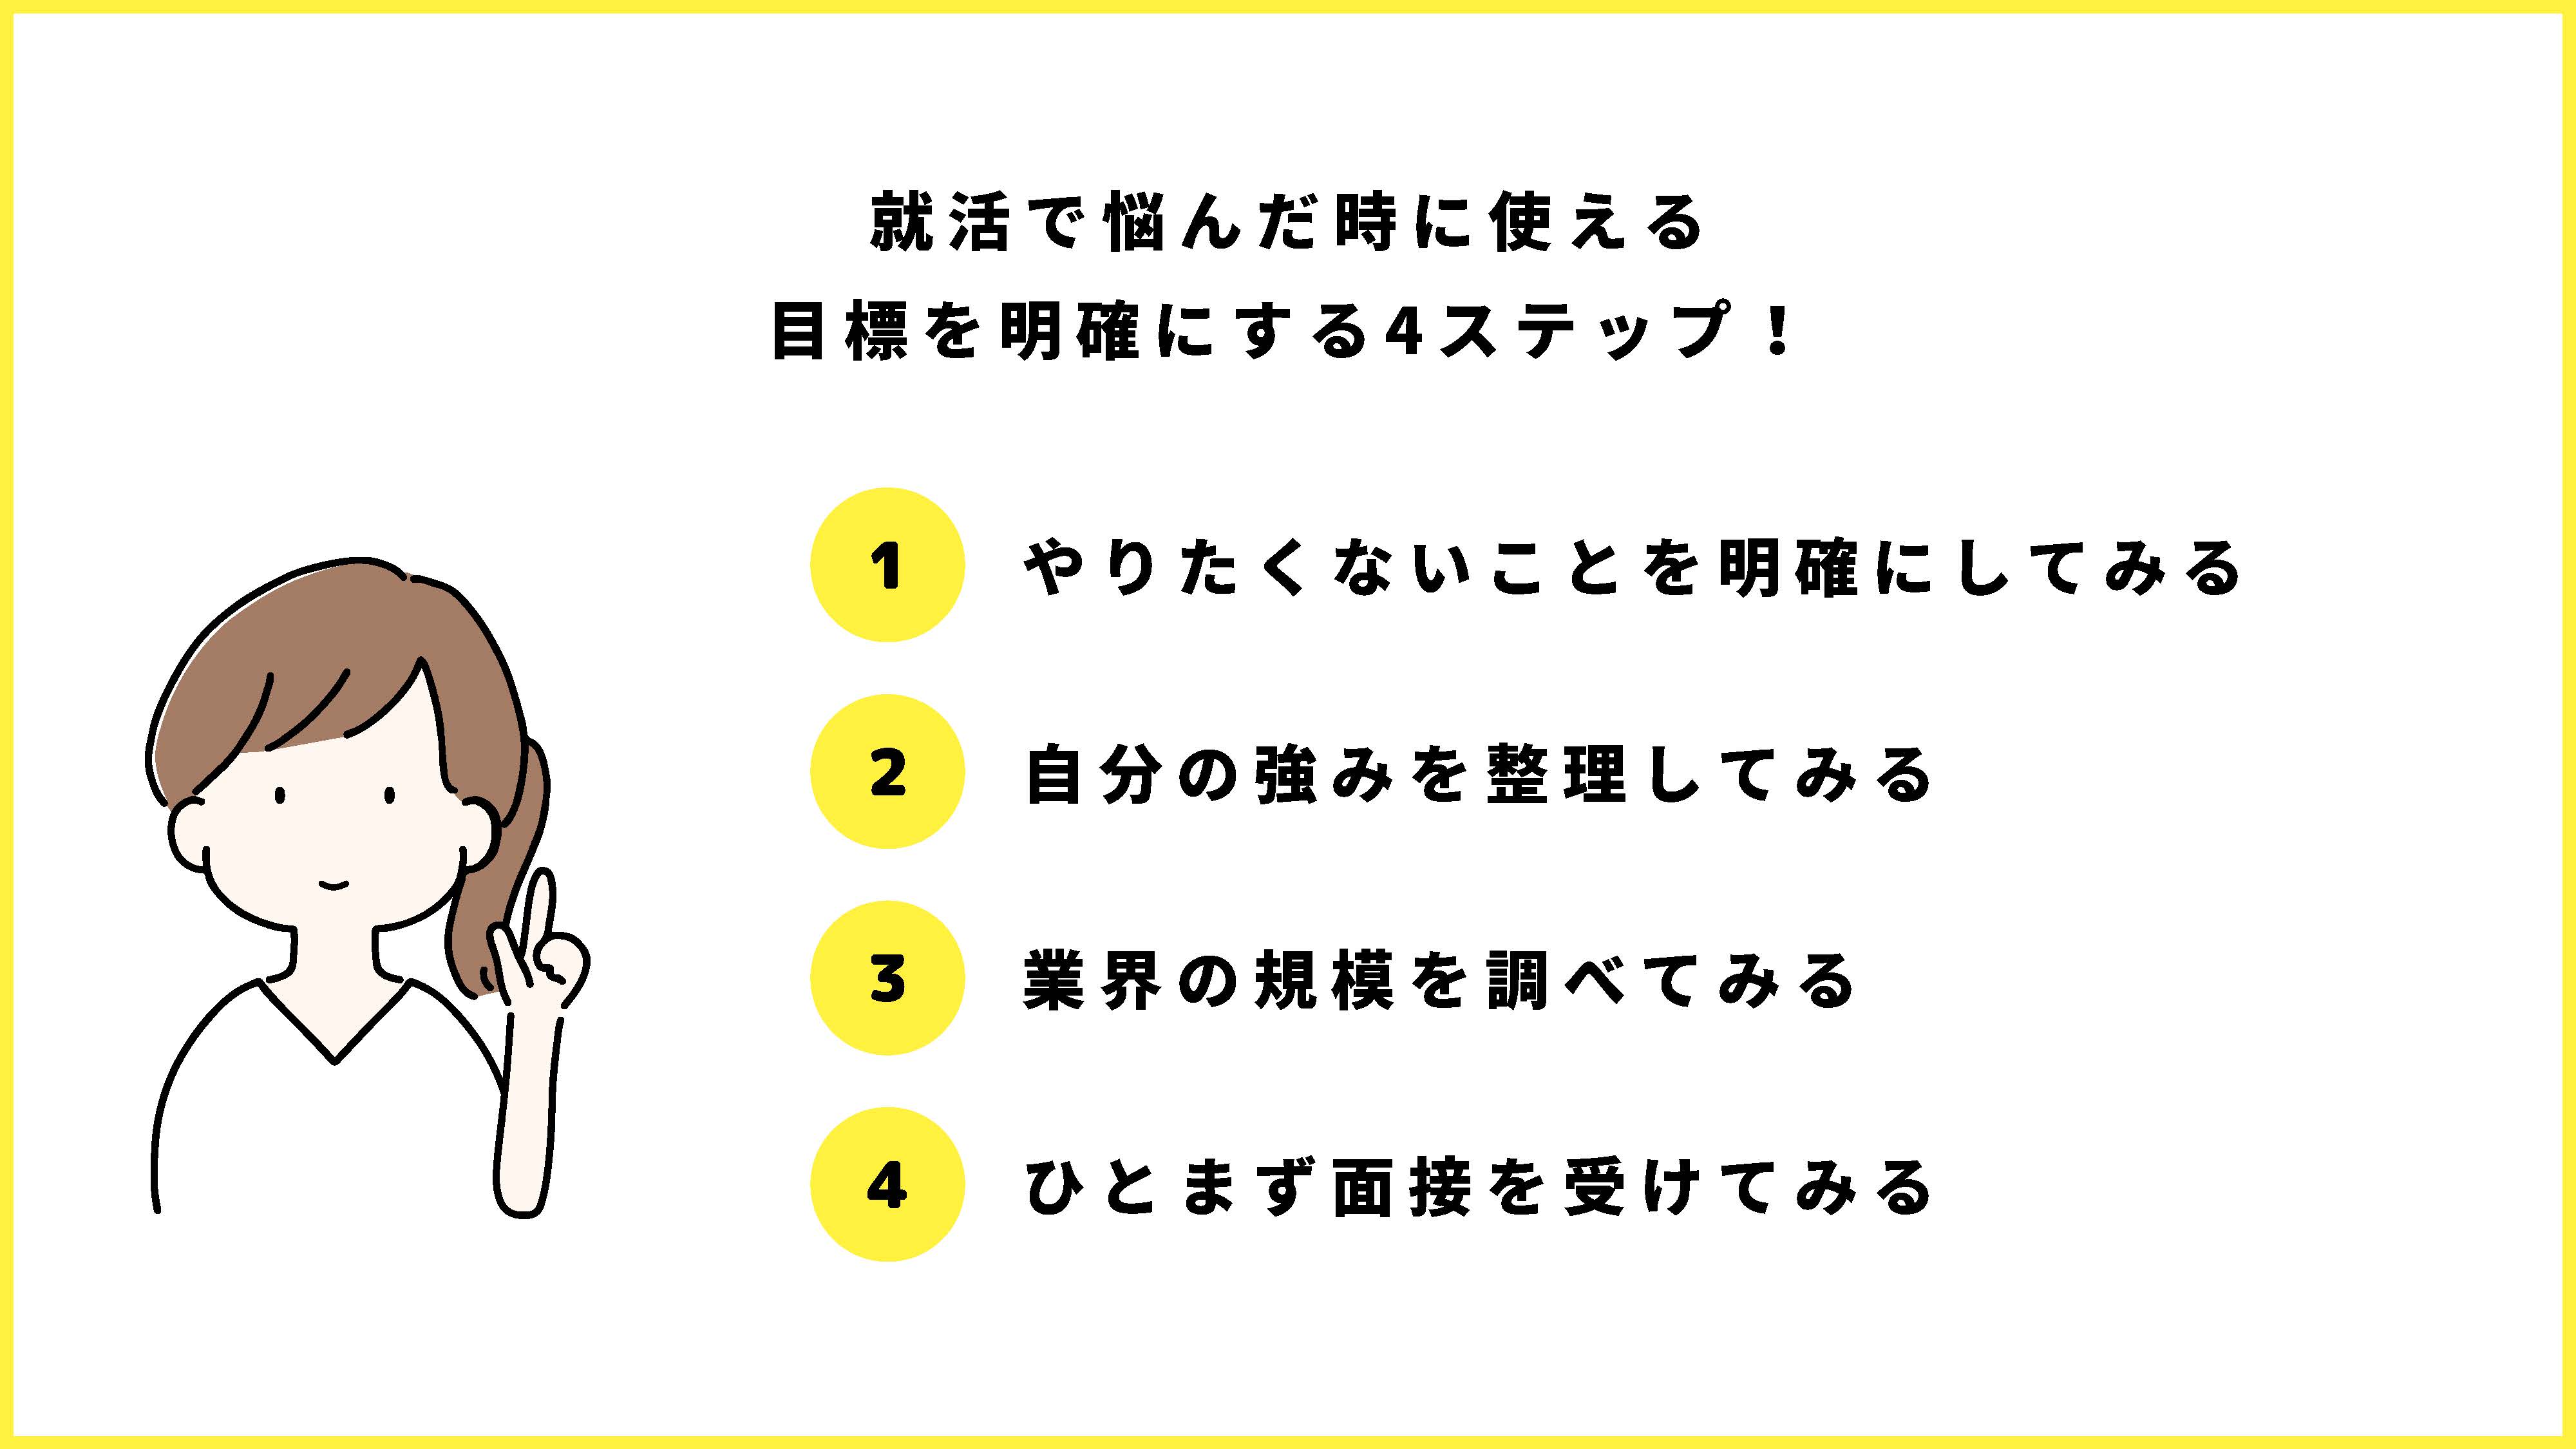 就活で悩んだ時に使える
目標を明確にする4ステップ！
1 やりたくないことを明確にしてみる
2 自分の強みを整理してみる
3 業界の規模を調べてみる
4 ひとまず面接を受けてみる